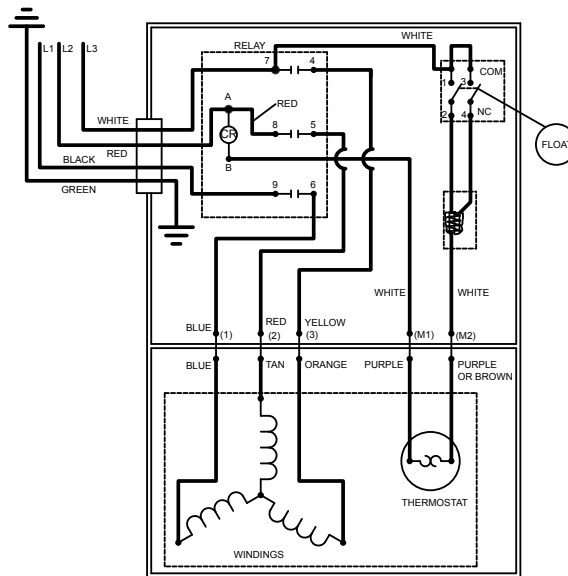 WHITE
RELAY
L1 L2 L3
7 4
COM
1 3
A
RED
WHITE
2 4 NC
CR
8 5
FLOAT
RED
B
BLACK
9 6
GREEN
WHITE WHITE
BLUE (1) RED (2) YELLOW (3) (M1) (M2)
BLUE TAN ORANGE PURPLE PURPLE OR BROWN
THERMOSTAT
WINDINGS